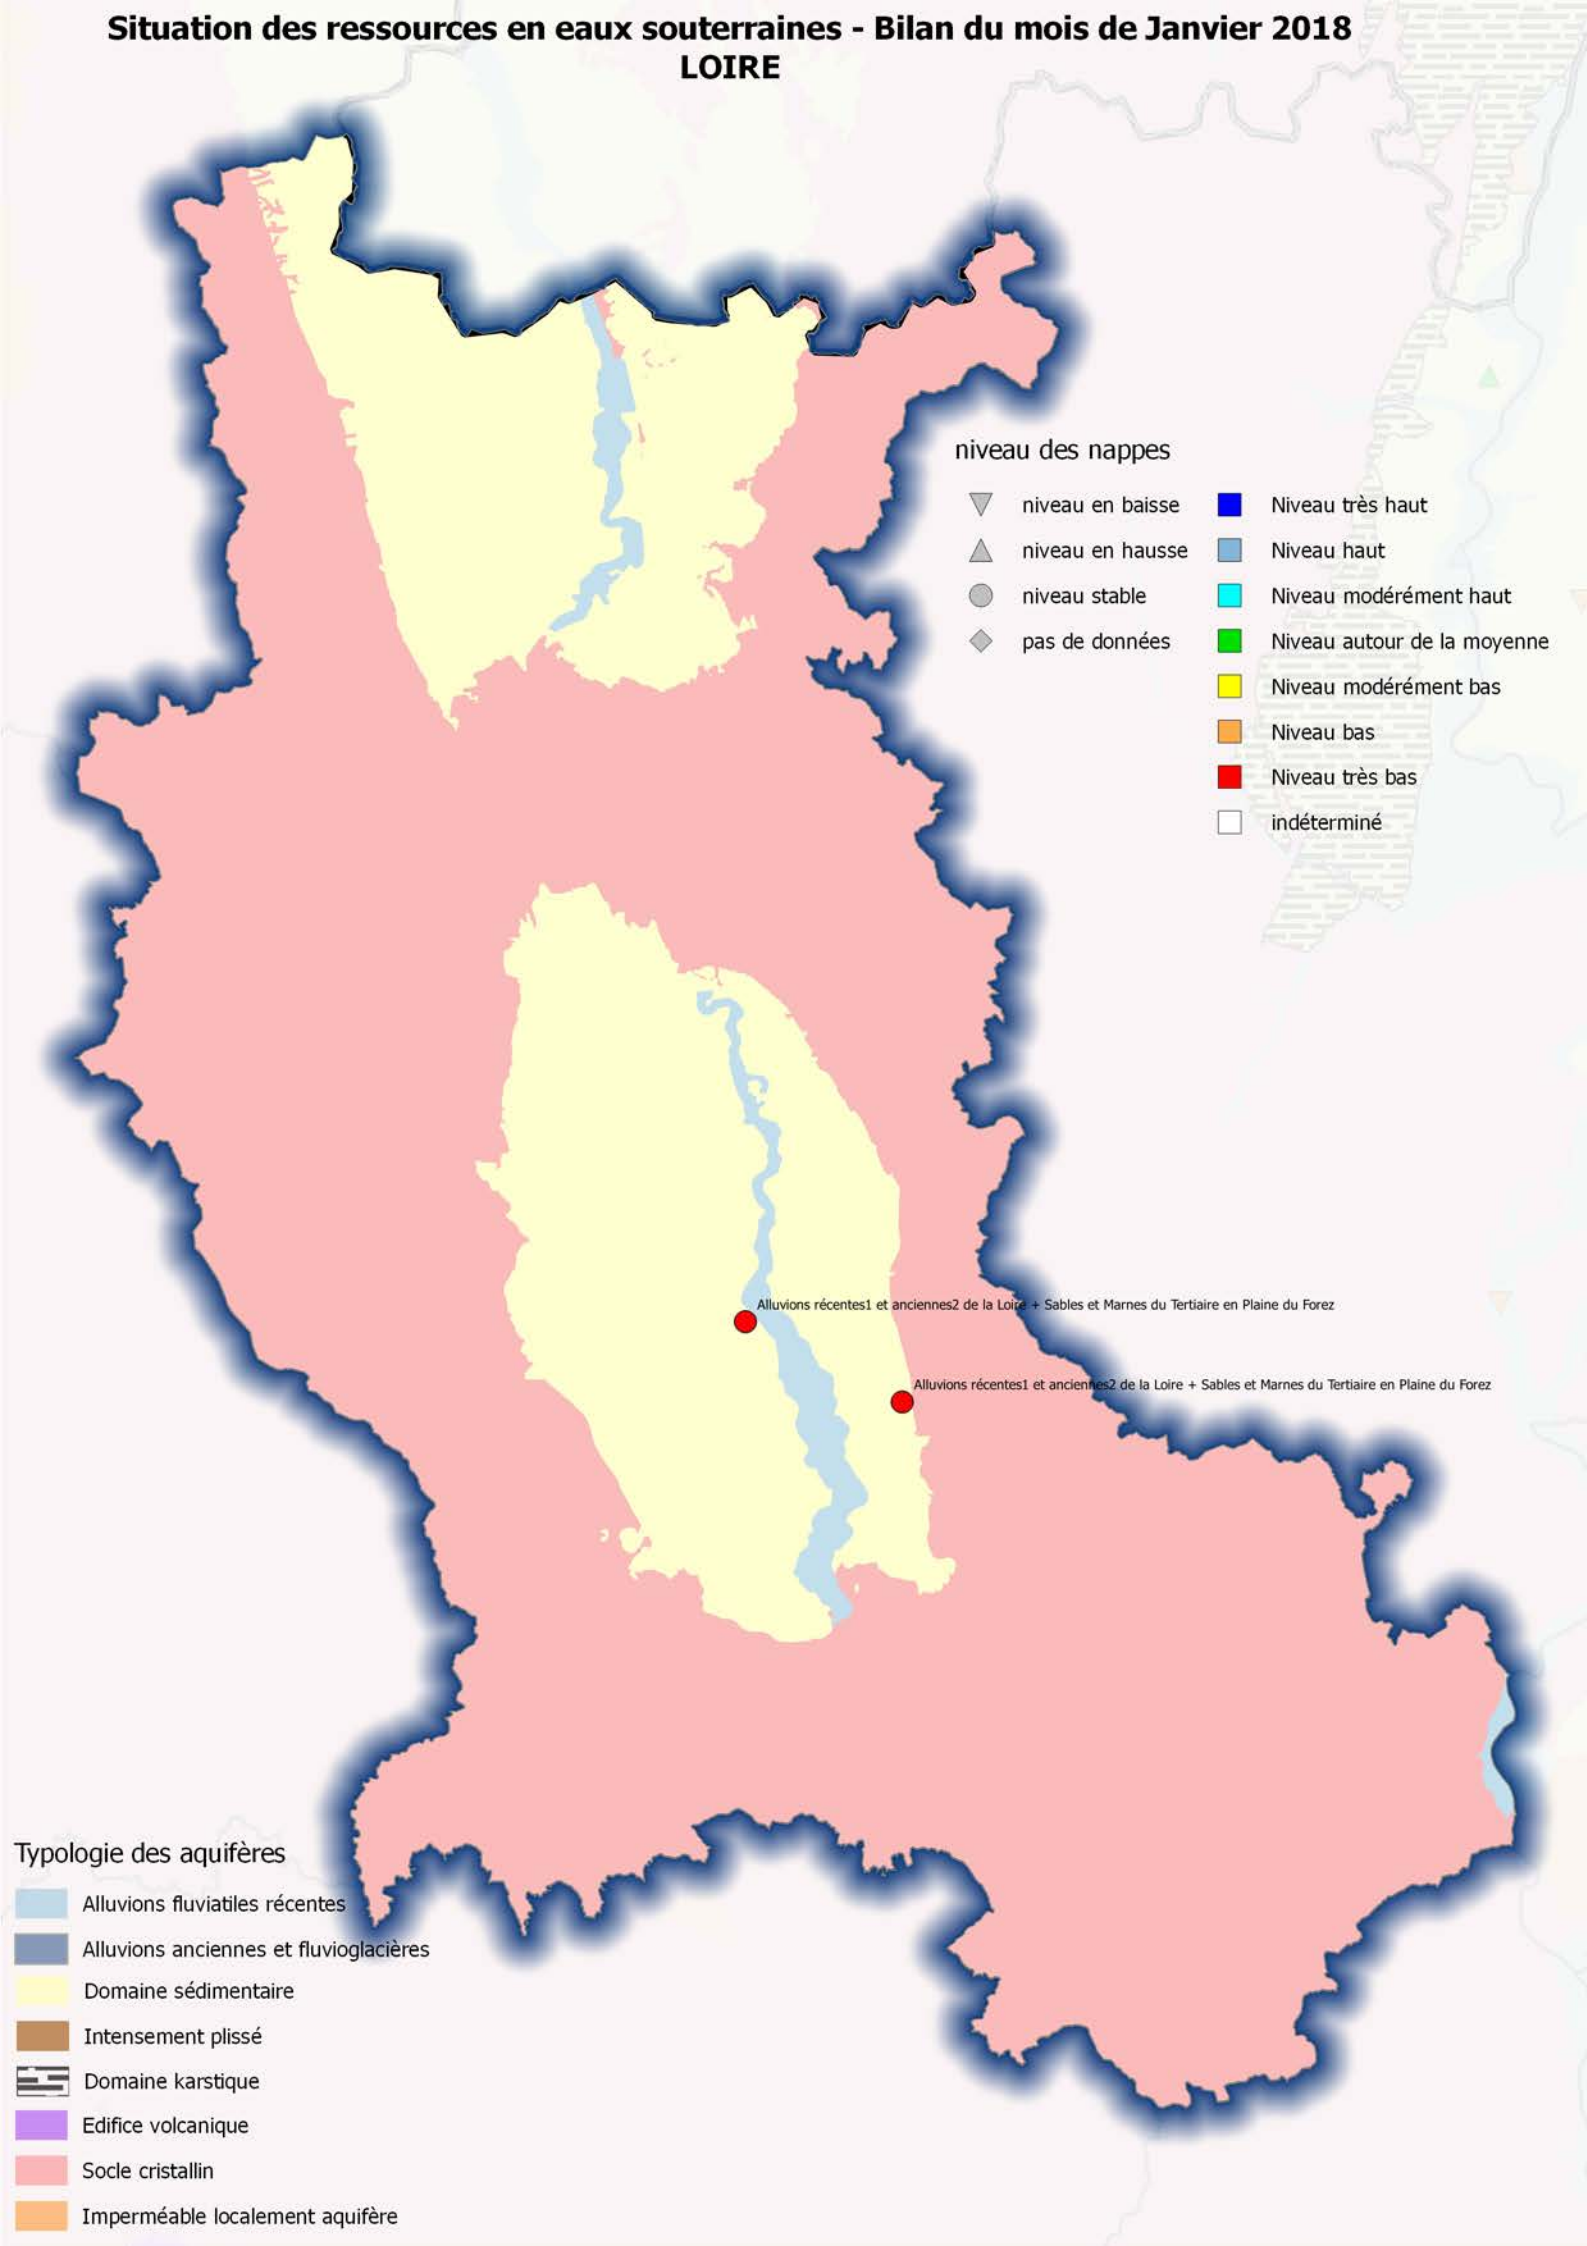 Situation des ressources en eaux souterraines - Bilan du mois de Janvier 2018
LOIRE
niveau des nappes
niveau en baisse
niveau en hausse
niveau stable
pas de données
Niveau très haut
Niveau haut
Niveau modérément haut
Niveau autour de la moyenne
Niveau modérément bas
Niveau bas
Niveau très bas
indéterminé
Alluvions récentes1 et anciennes2 de la Loire + Sables et Marnes du Tertiaire en Plaine du Forez
Alluvions récentes1 et anciennes2 de la Loire + Sables et Marnes du Tertiaire en Plaine du Forez
Typologie des aquifères
Alluvions fluviatiles récentes
Alluvions anciennes et fluvioglacières
Domaine sédimentaire
Intensement plissé
Domaine karstique
Edifice volcanique
Socle cristallin
Imperméable localement aquifère